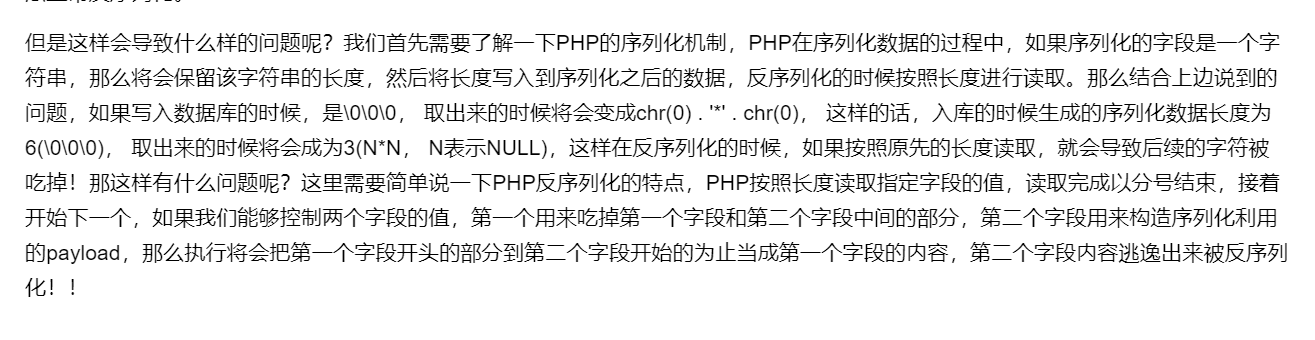 但是这样会导致什么样的问题呢？我们首先需要了解一下PHP的序列化机制，PHP在序列化数据的过程中，如果序列化的字段是一个字
符串，那么将会保留该字符串的长度，然后将长度写入到序列化之后的数据，反序列化的时候按照长度进行读取。那么结合上边说到的
问题，如果写入数据库的时候，是\0\0\0， 取出来的时候将会变成chr(0) . '*' . chr(0)， 这样的话，入库的时候生成的序列化数据长度为
6(\0\0\0)， 取出来的时候将会成为3(N*N， N表示NULL)，这样在反序列化的时候，如果按照原先的长度读取，就会导致后续的字符被
吃掉！那这样有什么问题呢？这里需要简单说一下PHP反序列化的特点，PHP按照长度读取指定字段的值，读取完成以分号结束，接着
开始下一个，如果我们能够控制两个字段的值，第一个用来吃掉第一个字段和第二个字段中间的部分，第二个字段用来构造序列化利用
的payload，那么执行将会把第一个字段开头的部分到第二个字段开始的为止当成第一个字段的内容，第二个字段内容逃逸出来被反序列
化！！